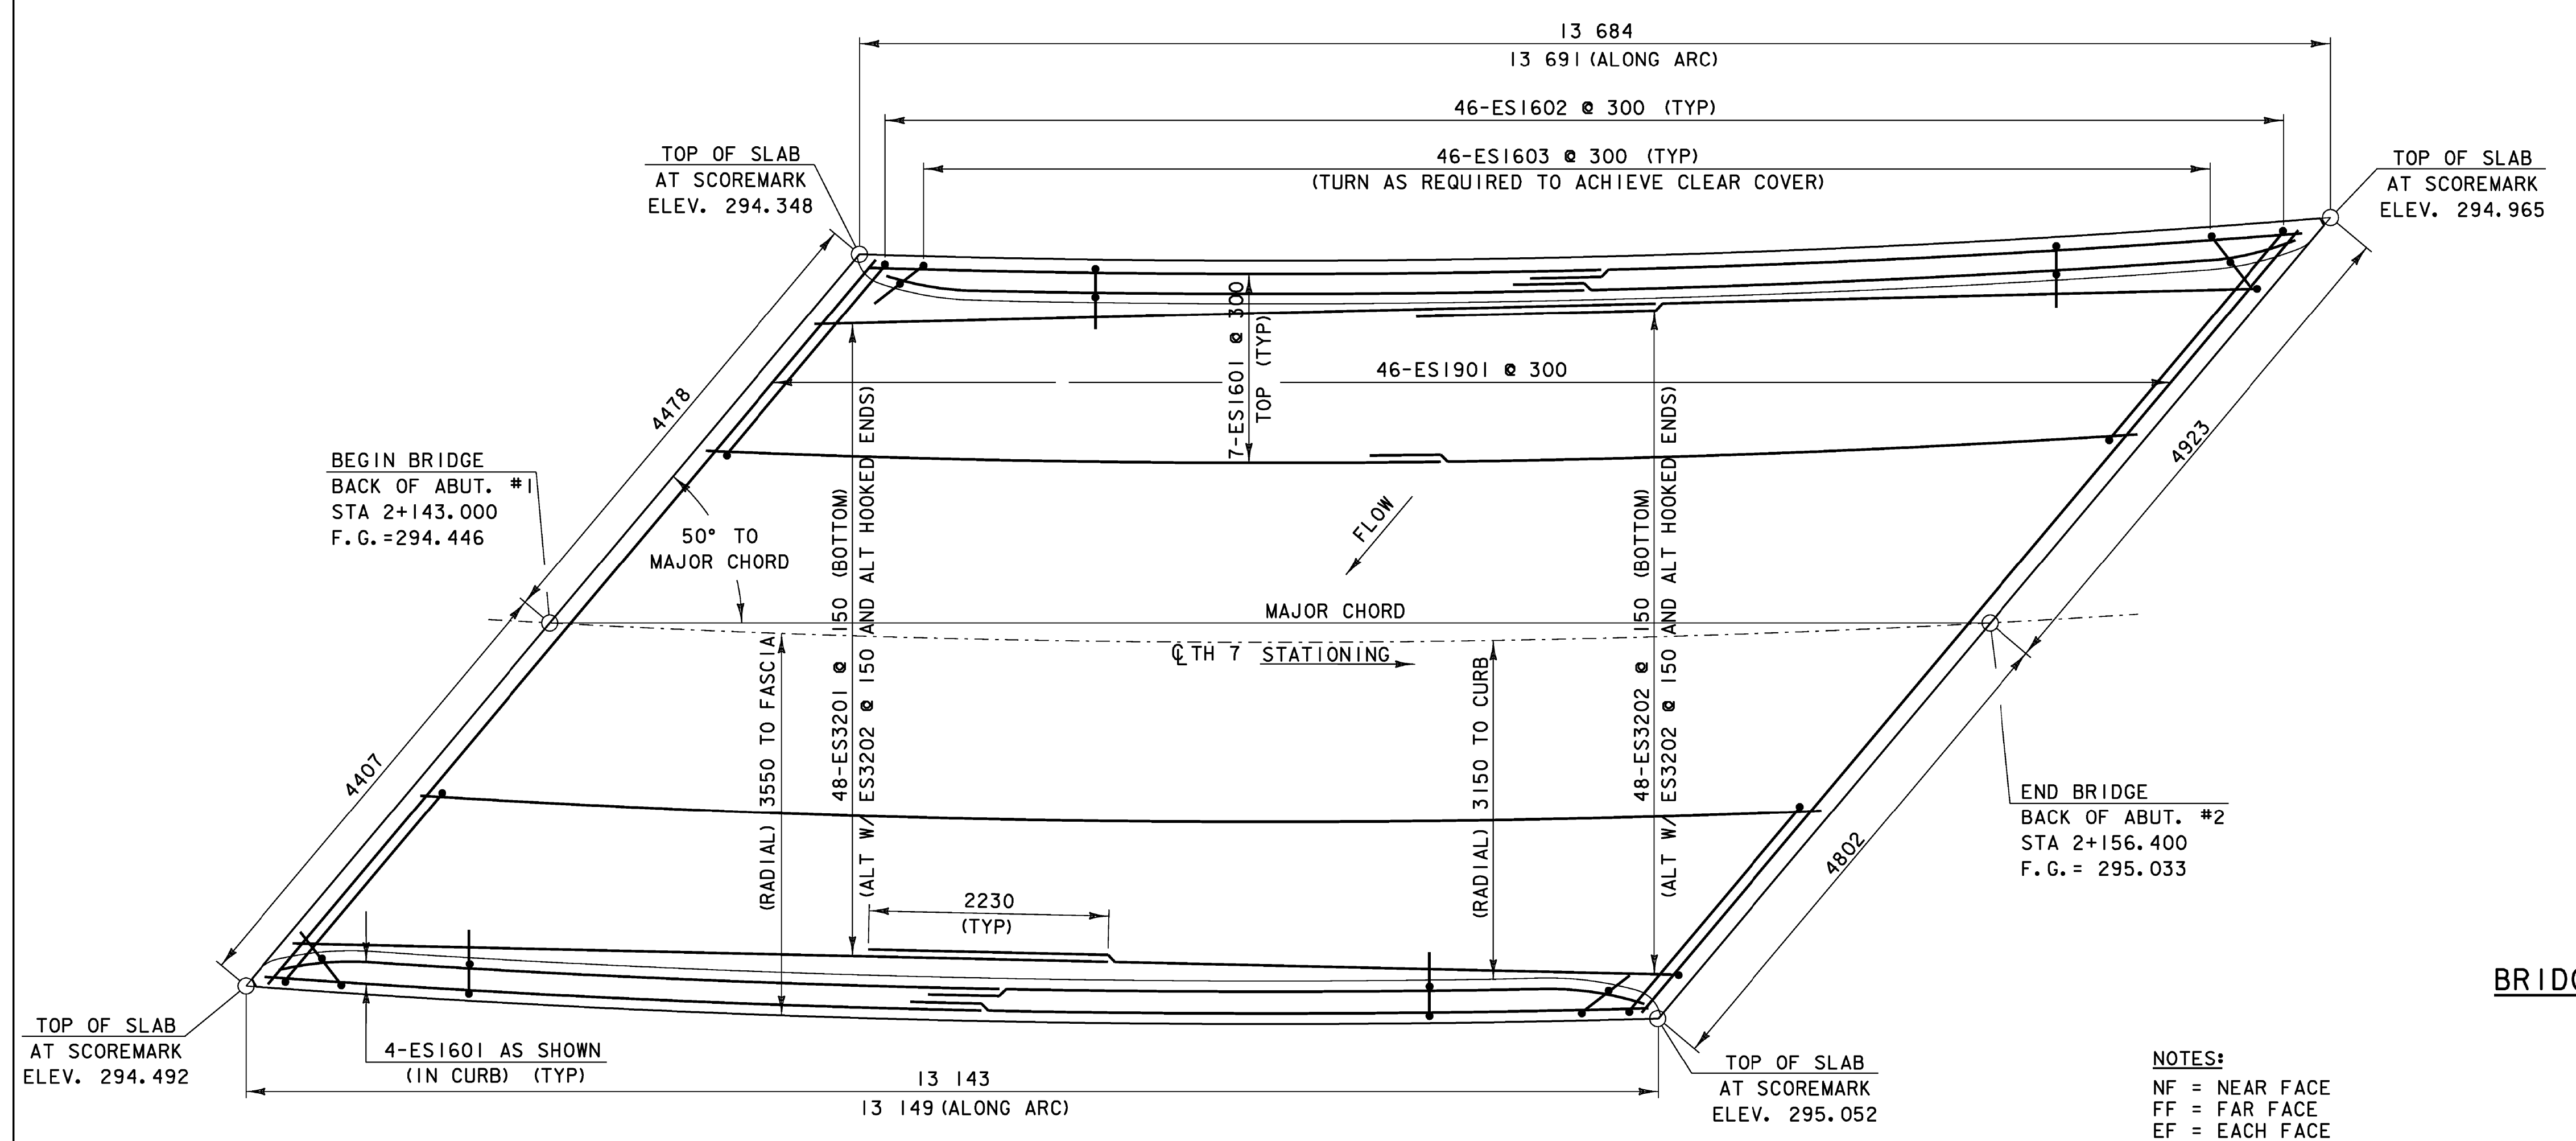 13 684
13 691 (ALONG ARC)
46-ES1602 @ 300 (TYP)
46-ES1603 @ 300 (TYP)
(TURN AS REQUIRED TO ACHIEVE CLEAR COVER)
TOP OF SLAB
AT SCOREMARK
ELEV. 294.348
TOP OF SLAB
AT SCOREMARK
ELEV. 294.965
7-ES1601 @ 300
TOP (TYP)
46-ES1901 @ 300
4478
4923
BEGIN BRIDGE
BACK OF ABUT. #1
STA 2+143.000
F.G.=294.446
50° TO
MAJOR CHORD
48-ES3201 @ 150 (BOTTOM)
(ALT W/ ES3202 @ 150 AND ALT HOOKED ENDS)
FLOW
48-ES3202 @ 150 (BOTTOM)
(ALT W/ ES3202 @ 150 AND ALT HOOKED ENDS)
MAJOR CHORD
℄ TH 7 STATIONING
(RADIAL) 3550 TO FASCIA
(RADIAL) 3150 TO CURB
4407
4802
END BRIDGE
BACK OF ABUT. #2
STA 2+156.400
F.G.= 295.033
2230
(TYP)
BRIDG
TOP OF SLAB
AT SCOREMARK
ELEV. 294.492
4-ES1601 AS SHOWN
(IN CURB) (TYP)
13 143
13 149 (ALONG ARC)
TOP OF SLAB
AT SCOREMARK
ELEV. 295.052
NOTES:
NF = NEAR FACE
FF = FAR FACE
EF = EACH FACE